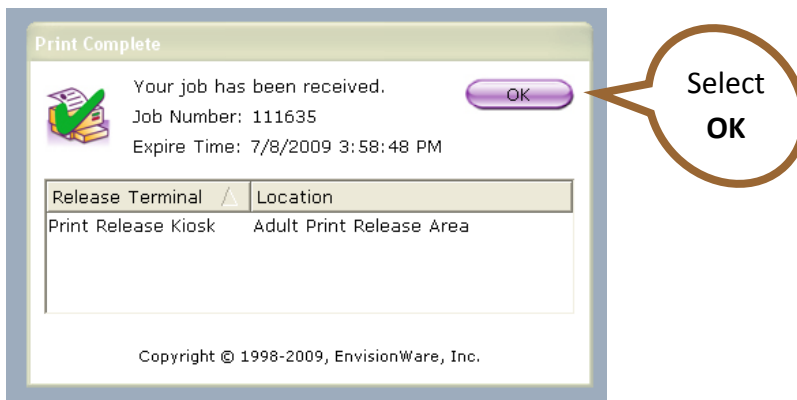 Print Complete
Your job has been received.
OK
Job Number: 111635
Expire Time: 7/8/2009 3:58:48 PM
Release Terminal Location
Print Release Kiosk Adult Print Release Area
Copyright © 1998-2009, EnvisionWare, Inc.
Select
OK